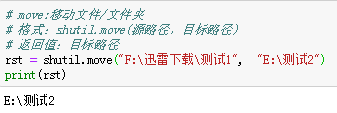 # move:移动文件/文件夹
# 格式：shutil.move(源路径，目标路径)
# 返回值：目标路径
rst = shutil.move("F:\迅雷下载\测试1", "E:\测试2")
print(rst)
E:\测试2